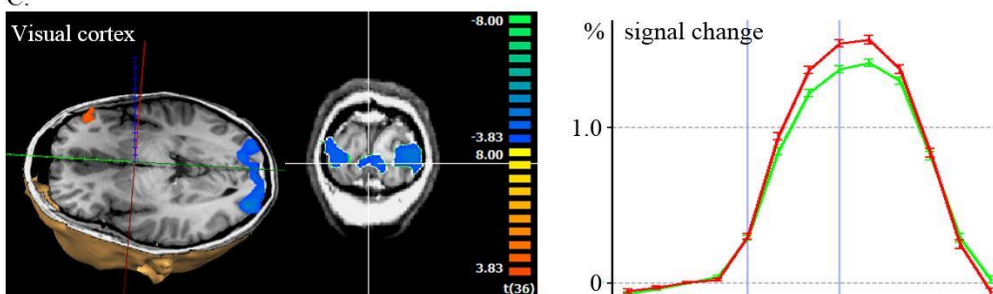 C.
Visual cortex
-8.00
-3.83
8.00
3.83
t(36)
% signal change
1.0
0